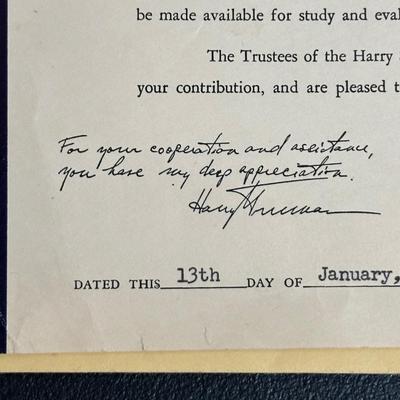 be made available for study and eval
The Trustees of the Harry
your contribution, and are pleased t
For your cooperation and assistance,
you have my deep appreciation.
Harry Truman
DATED THIS 13th DAY OF January,